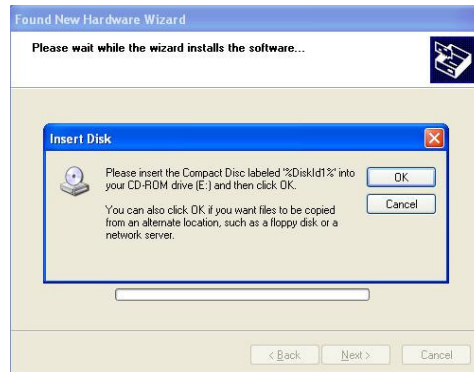 Found New Hardware Wizard
Please wait while the wizard installs the software...
Insert Disk
Please insert the Compact Disc labeled '%DiskId1%' into
your CD-ROM drive (E:) and then click OK.
You can also click OK if you want files to be copied
from an alternate location, such as a floppy disk or a
network server.
OK
Cancel
< Back
Next >
Cancel